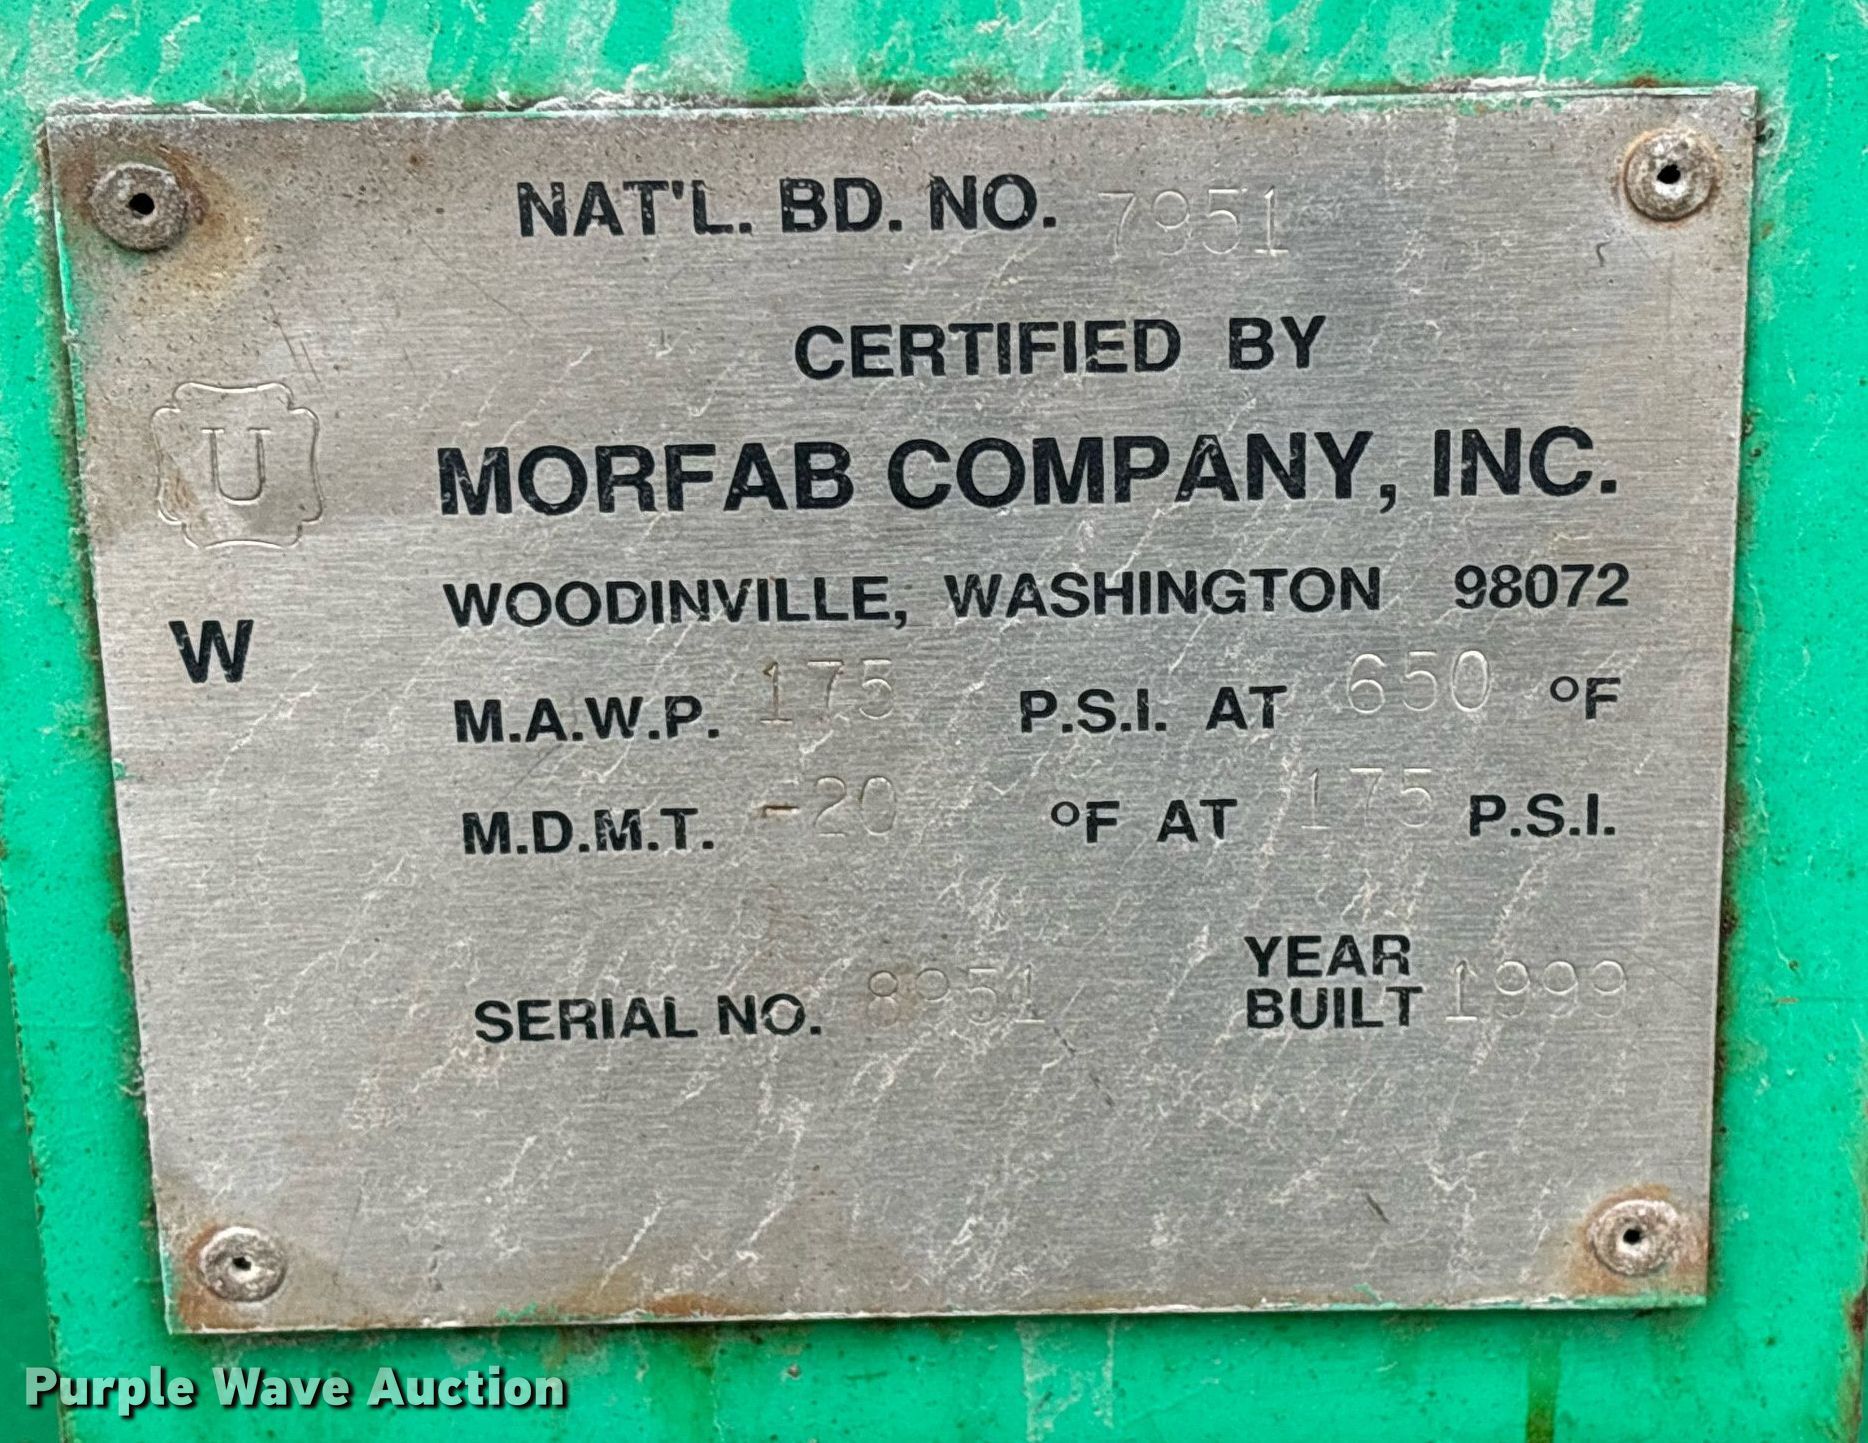 NAT'L. BD. NO. 7951
CERTIFIED BY
U
MORFAB COMPANY, INC.
WOODINVILLE, WASHINGTON 98072
W
M.A.W.P. 175 P.S.I. AT 650 °F
M.D.M.T. -20 °F AT 175 P.S.I.
SERIAL NO. 8951
YEAR BUILT 1999
Purple Wave Auction